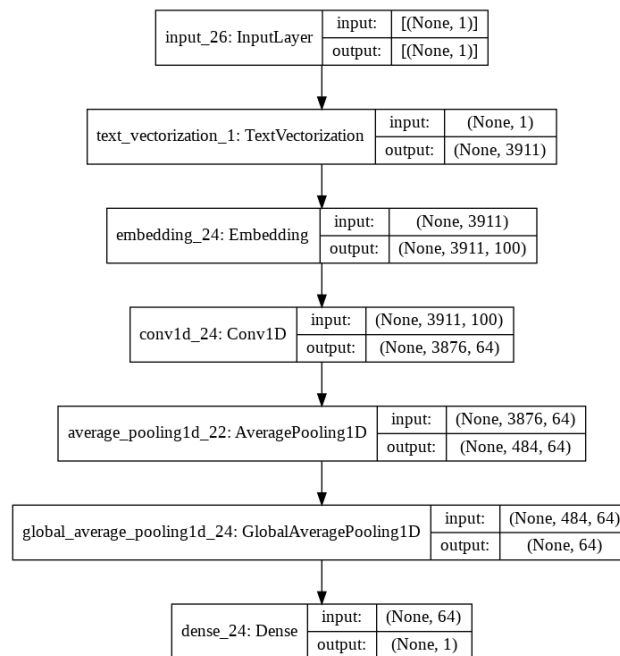 input_26: InputLayer
input: [(None, 1)]
output: [(None, 1)]
text_vectorization_1: TextVectorization
input: (None, 1)
output: (None, 3911)
embedding_24: Embedding
input: (None, 3911)
output: (None, 3911, 100)
conv1d_24: Conv1D
input: (None, 3911, 100)
output: (None, 3876, 64)
average_pooling1d_22: AveragePooling1D
input: (None, 3876, 64)
output: (None, 484, 64)
global_average_pooling1d_24: GlobalAveragePooling1D
input: (None, 484, 64)
output: (None, 64)
dense_24: Dense
input: (None, 64)
output: (None, 1)